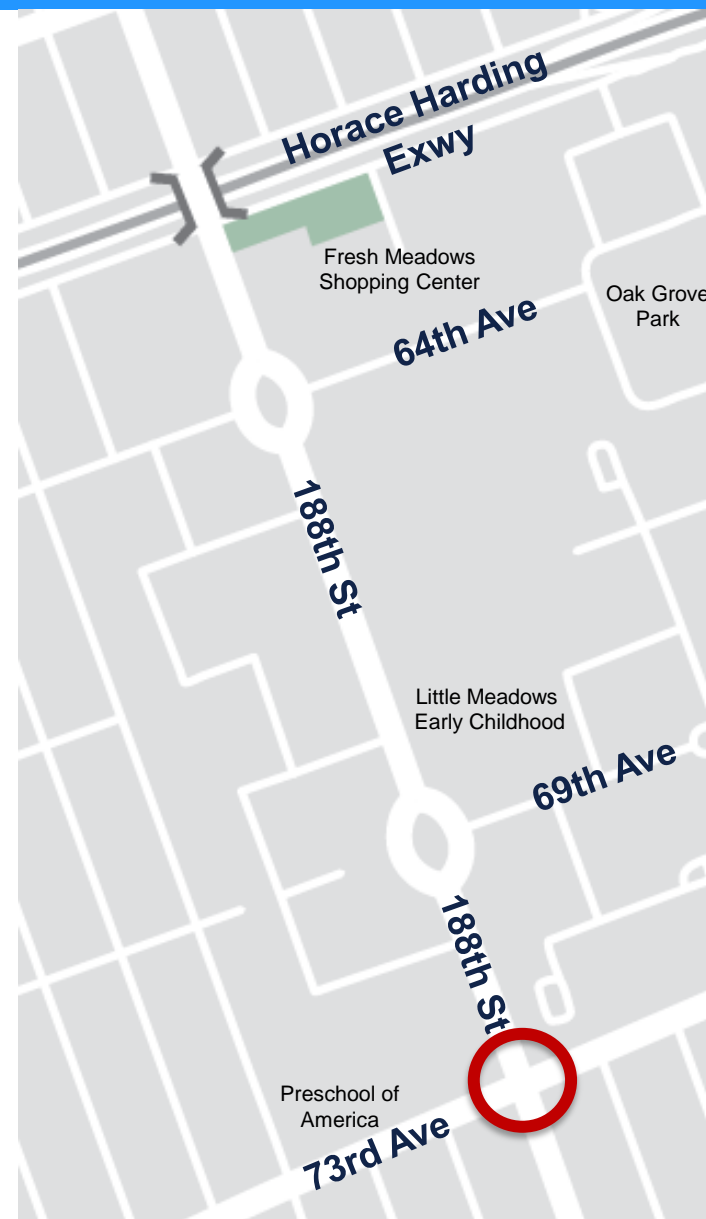 Horace Harding
Exwy
Fresh Meadows
Shopping Center
Oak Grove
Park
64th Ave
188th St
Little Meadows
Early Childhood
69th Ave
188th St
Preschool of
America
73rd Ave